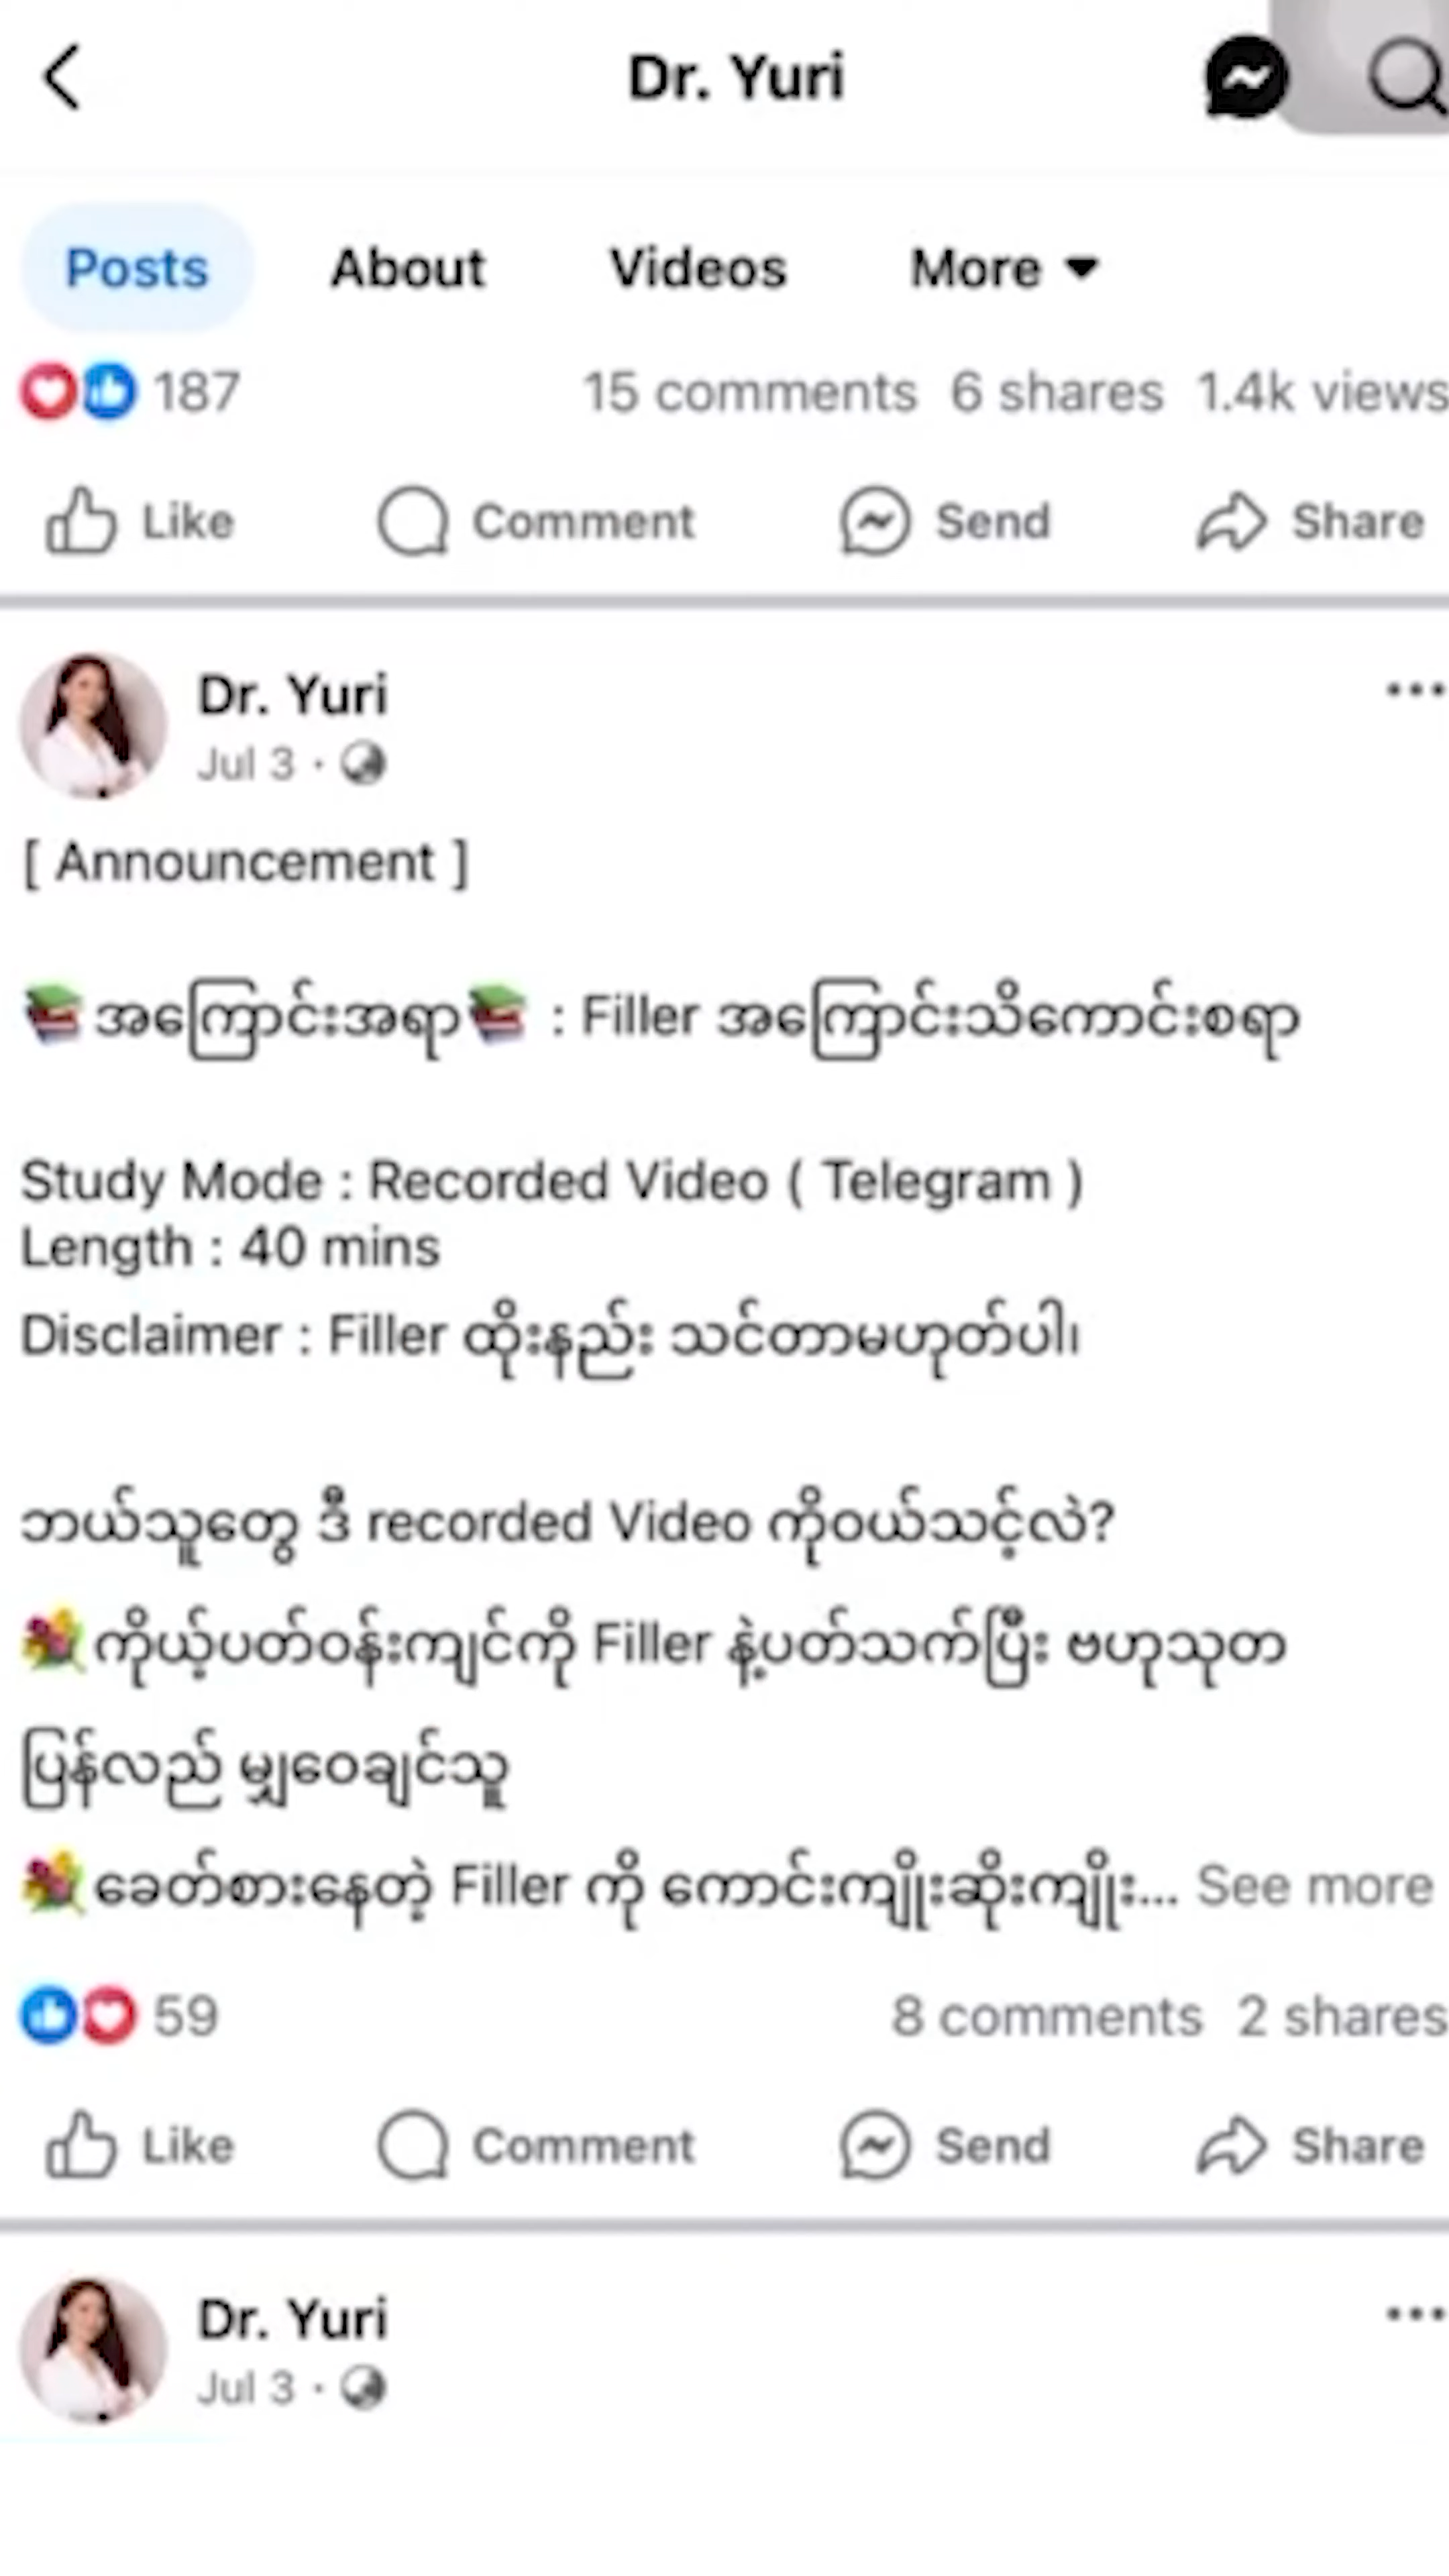 Dr. Yuri
Posts About Videos More
187 15 comments 6 shares 1.4k views
Like Comment Send Share
Dr. Yuri
Jul 3 ·
[ Announcement ]
📚အကြောင်းအရာ📚 : Filler အကြောင်းသိကောင်းစရာ
Study Mode : Recorded Video ( Telegram )
Length : 40 mins
Disclaimer : Filler ထိုးနည်း သင်တာမဟုတ်ပါ၊
ဘယ်သူတွေ ဒီ recorded Video ကိုဝယ်သင့်လဲ?
💐ကိုယ့်ပတ်ဝန်းကျင်ကို Filler နဲ့ပတ်သက်ပြီး ဗဟုသုတ
ပြန်လည် မျှဝေချင်သူ
💐ခေတ်စားနေတဲ့ Filler ကို ကောင်းကျိုးဆိုးကျိုး... See more
59 8 comments 2 shares
Like Comment Send Share
Dr. Yuri
Jul 3 ·